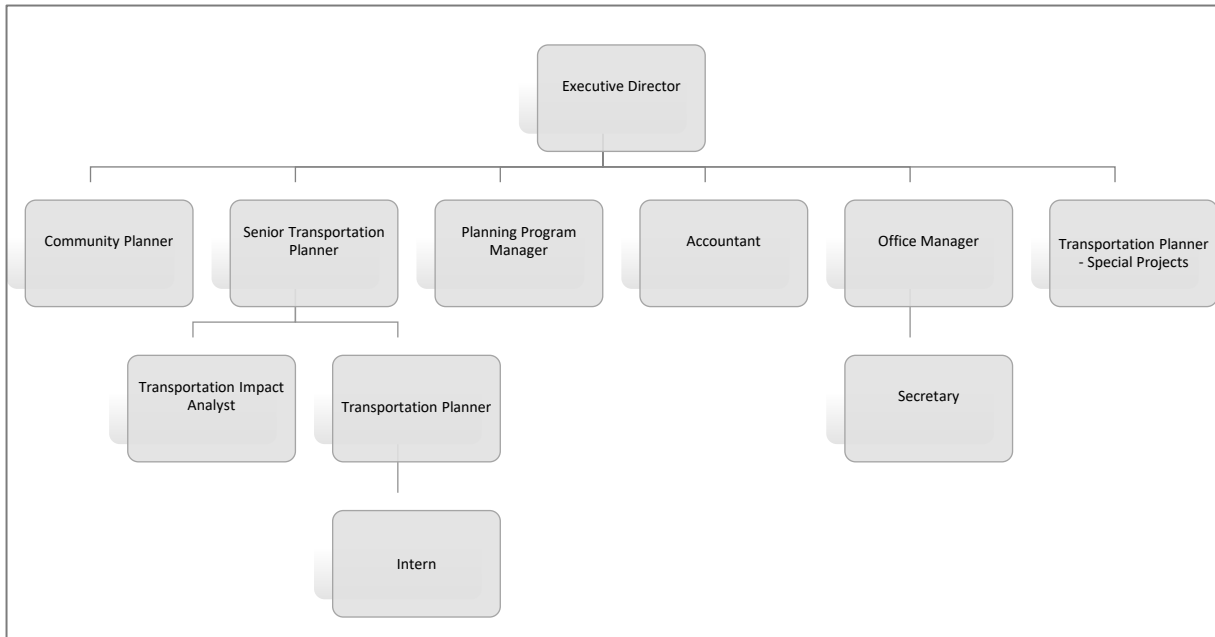 Executive Director
Community Planner
Senior Transportation
Planner
Planning Program
Manager
Accountant
Office Manager
Transportation Planner
- Special Projects
Transportation Impact
Analyst
Transportation Planner
Secretary
Intern